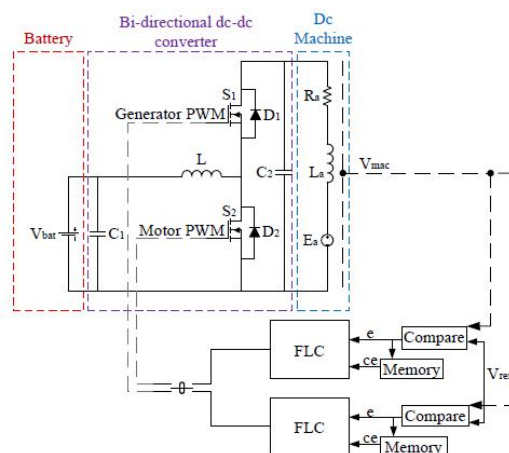 Battery
Bi-directional dc-dc
converter
Dc
Machine
S1
Ra
Generator PWM
D1
L
C2
La
Vmac
S2
Vbat
C1
Motor PWM
D2
Ea
FLC
e
Compare
ce
Memory
FLC
e
Compare
ce
Memory